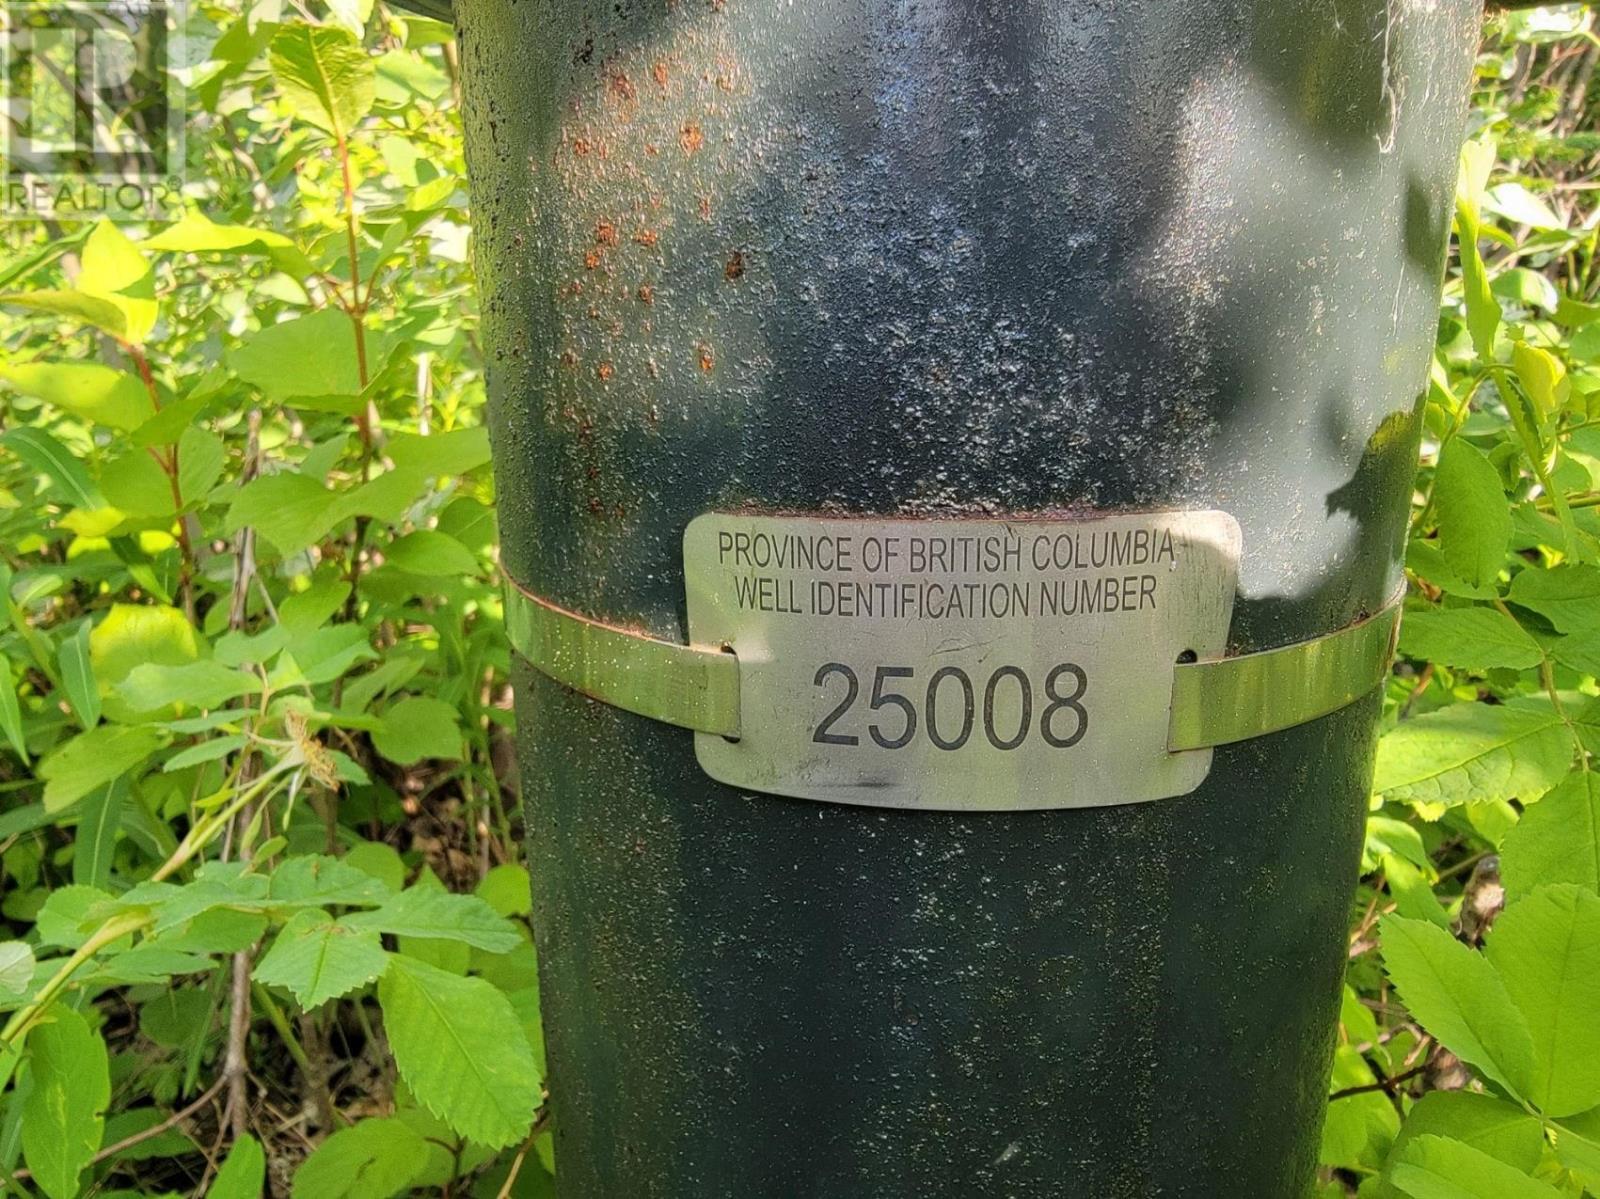 REALTOR®
PROVINCE OF BRITISH COLUMBIA
WELL IDENTIFICATION NUMBER
25008